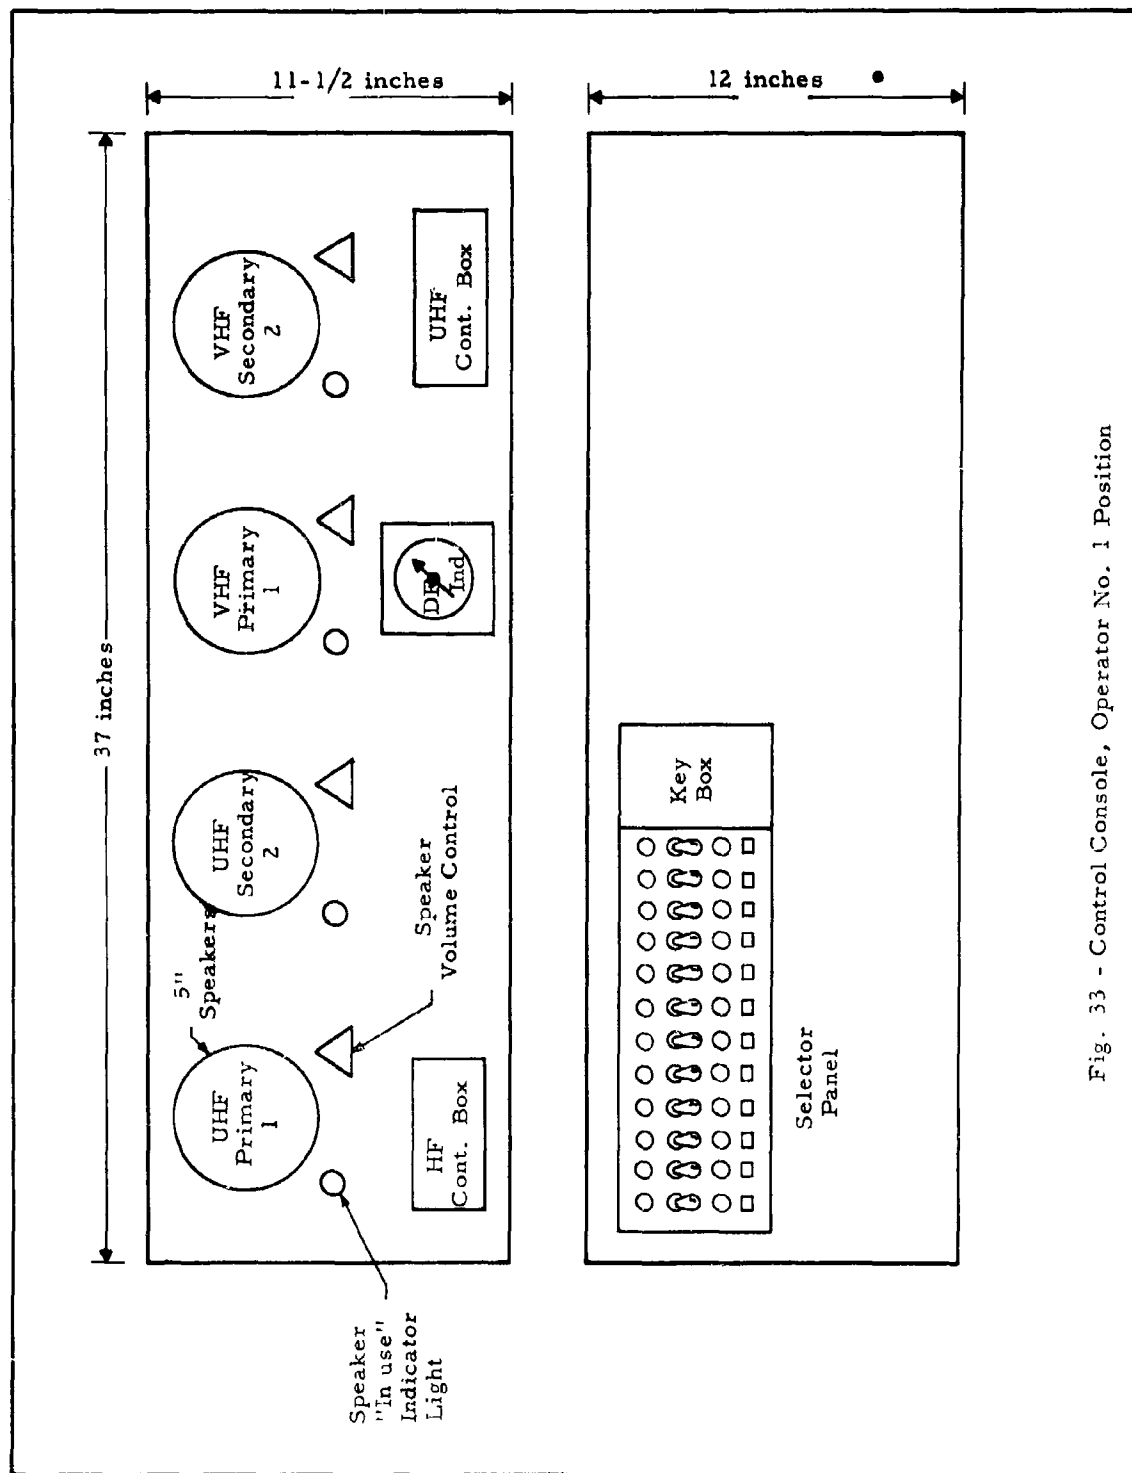 37 inches
11-1/2 inches
5"
Speakers
UHF
Primary
1
UHF
Secondary
2
VHF
Primary
1
VHF
Secondary
2
Speaker
"In use"
Indicator
Light
Speaker
Volume Control
HF
Cont. Box
DF
Ind
UHF
Cont. Box
12 inches
Key
Box
Selector
Panel
Fig. 33 - Control Console, Operator No. 1 Position